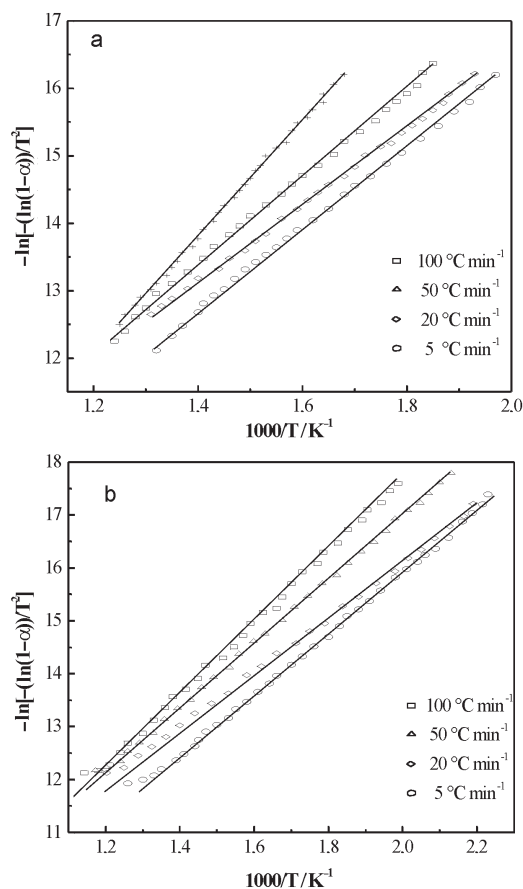 a
17
16
15
14
13
12
1.2 1.4 1.6 1.8 2.0
–ln[–(ln(1–α))/T²]
1000/T/K⁻¹
100 °C min⁻¹
50 °C min⁻¹
20 °C min⁻¹
5 °C min⁻¹
b
18
17
16
15
14
13
12
11
1.2 1.4 1.6 1.8 2.0 2.2
–ln[–(ln(1–α))/T²]
1000/T/K⁻¹
100 °C min⁻¹
50 °C min⁻¹
20 °C min⁻¹
5 °C min⁻¹